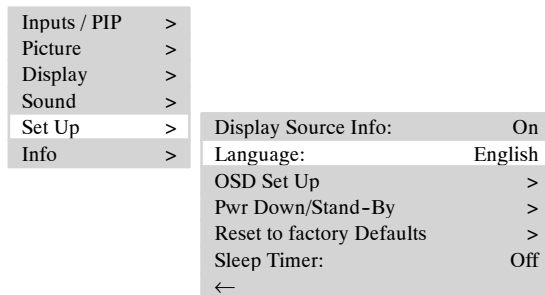 Inputs / PIP >
Picture >
Display >
Sound >
Set Up >
Info >
Display Source Info: On
Language: English
OSD Set Up >
Pwr Down/Stand-By >
Reset to factory Defaults >
Sleep Timer: Off
←